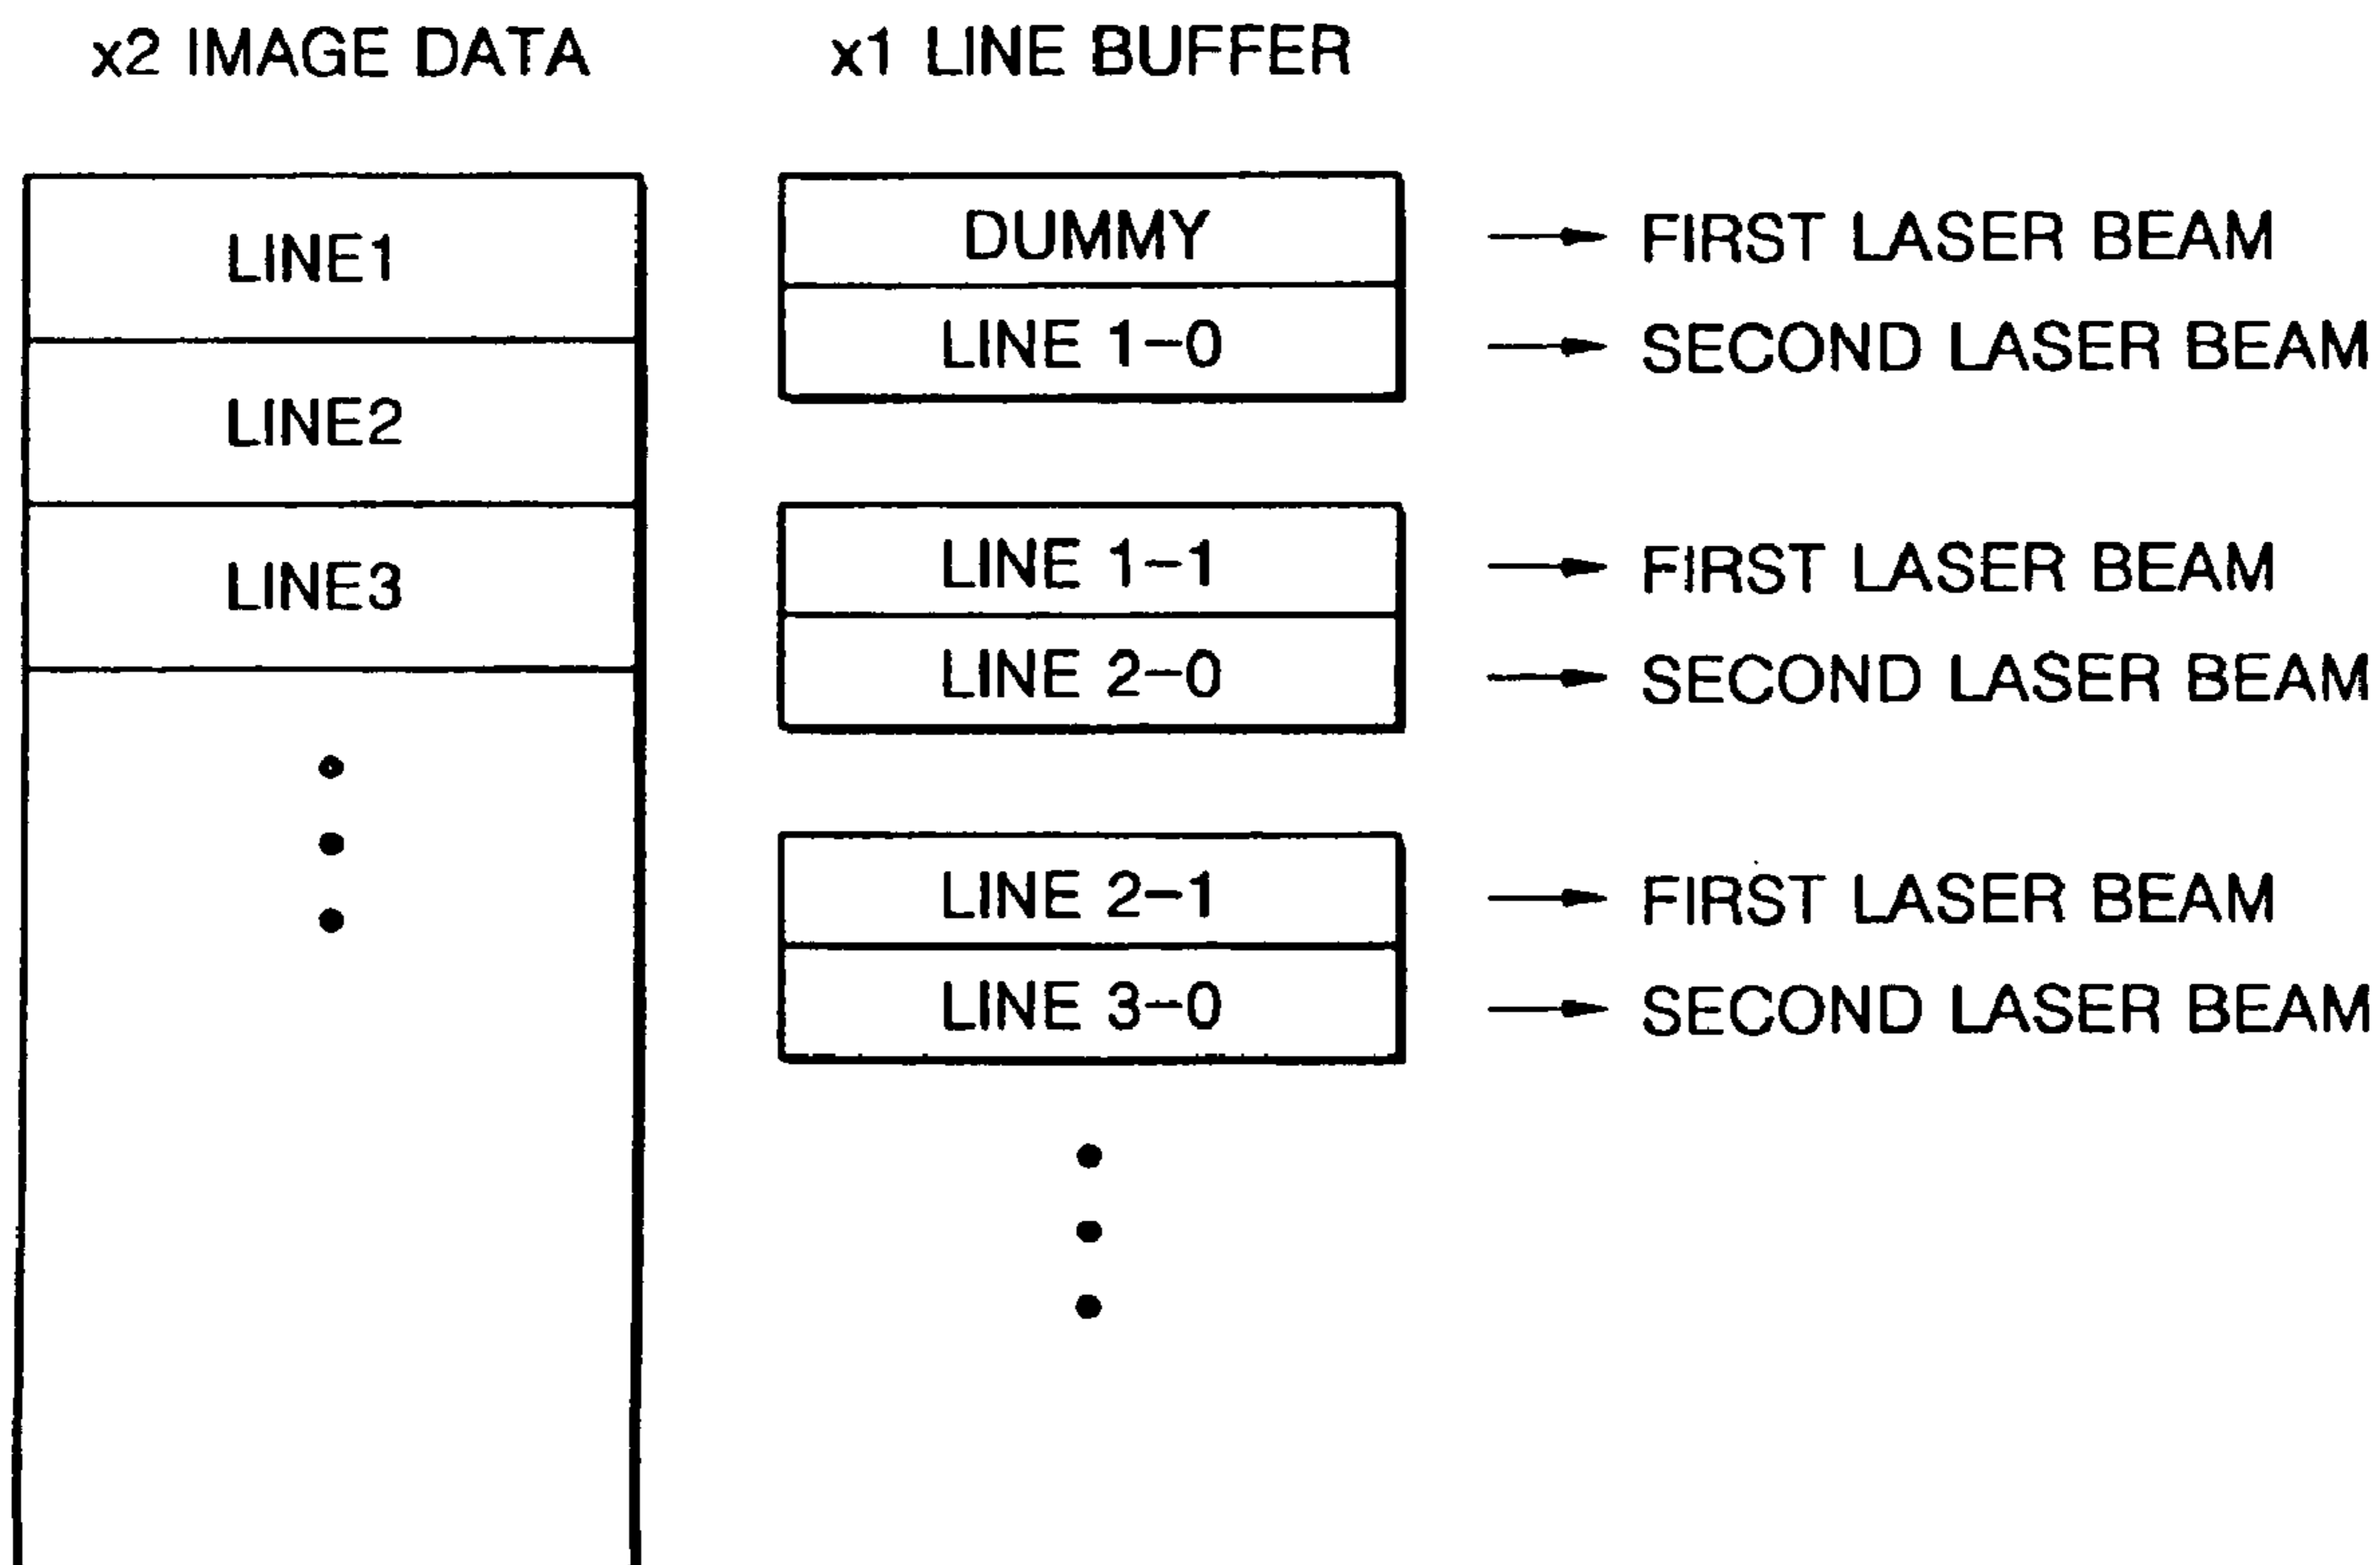 x2 IMAGE DATA
x1 LINE BUFFER
LINE1
LINE2
LINE3
DUMMY
FIRST LASER BEAM
LINE 1-0
SECOND LASER BEAM
LINE 1-1
FIRST LASER BEAM
LINE 2-0
SECOND LASER BEAM
LINE 2-1
FIRST LASER BEAM
LINE 3-0
SECOND LASER BEAM